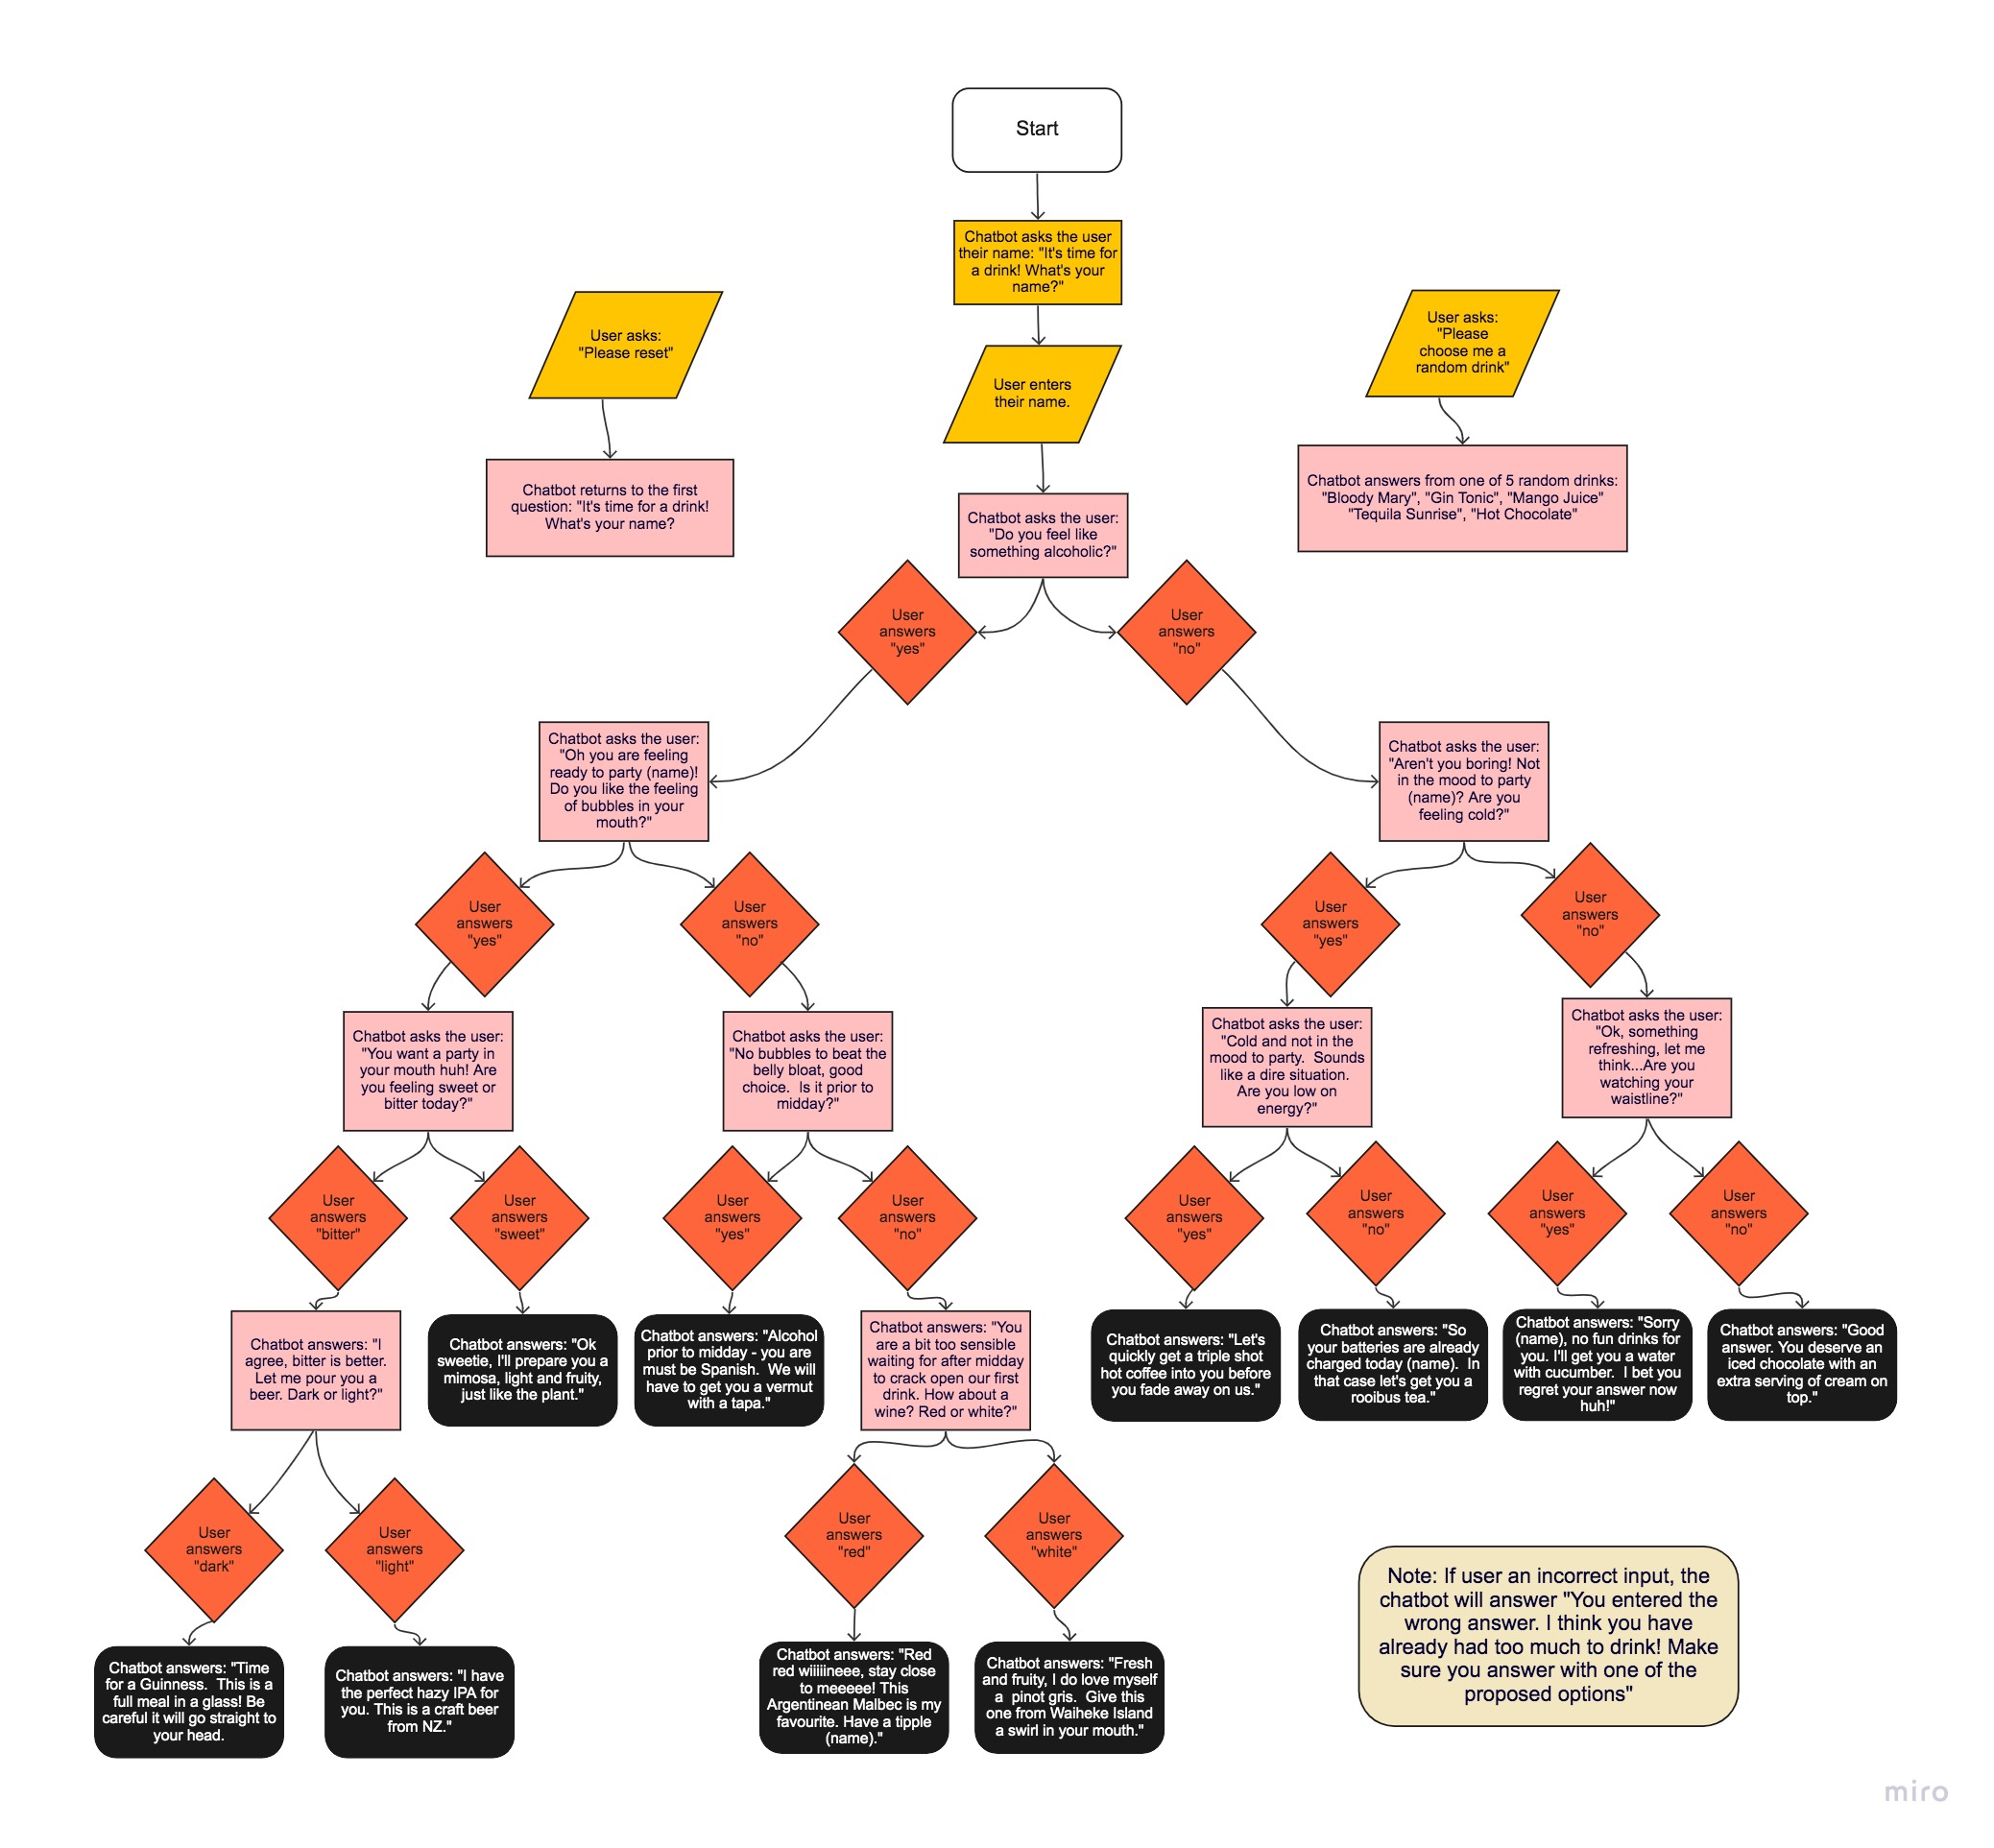 Start
Chatbot asks the user
their name: "It's time for
a drink! What's your
name?"
User asks:
"Please reset"
User enters
their name.
User asks:
"Please
choose me a
random drink"
Chatbot returns to the first
question: "It's time for a drink!
What's your name?
Chatbot asks the user:
"Do you feel like
something alcoholic?"
Chatbot answers from one of 5 random drinks:
"Bloody Mary", "Gin Tonic", "Mango Juice"
"Tequila Sunrise", "Hot Chocolate"
User
answers
"yes"
User
answers
"no"
Chatbot asks the user:
"Oh you are feeling
ready to party (name)!
Do you like the feeling
of bubbles in your
mouth?"
Chatbot asks the user:
"Aren't you boring! Not
in the mood to party
(name)? Are you
feeling cold?"
User
answers
"yes"
User
answers
"no"
User
answers
"yes"
User
answers
"no"
Chatbot asks the user:
"You want a party in
your mouth huh! Are
you feeling sweet or
bitter today?"
Chatbot asks the user:
"No bubbles to beat the
belly bloat, good
choice.  Is it prior to
midday?"
Chatbot asks the user:
"Cold and not in the
mood to party.  Sounds
like a dire situation.
Are you low on
energy?"
Chatbot asks the user:
"Ok, something
refreshing, let me
think...Are you
watching your
waistline?"
User
answers
"bitter"
User
answers
"sweet"
User
answers
"yes"
User
answers
"no"
User
answers
"yes"
User
answers
"no"
User
answers
"yes"
User
answers
"no"
Chatbot answers: "I
agree, bitter is better.
Let me pour you a
beer. Dark or light?"
Chatbot answers: "Ok
sweetie, I'll prepare you a
mimosa, light and fruity,
just like the plant."
Chatbot answers: "Alcohol
prior to midday - you are
must be Spanish.  We will
have to get you a vermut
with a tapa."
Chatbot answers: "You
are a bit too sensible
waiting for after midday
to crack open our first
drink. How about a
wine? Red or white?"
Chatbot answers: "Let's
quickly get a triple shot
hot coffee into you before
you fade away on us."
Chatbot answers: "So
your batteries are already
charged today (name).  In
that case let's get you a
rooibus tea."
Chatbot answers: "Sorry
(name), no fun drinks for
you. I'll get you a water
with cucumber.  I bet you
regret your answer now
huh!"
Chatbot answers: "Good
answer. You deserve an
iced chocolate with an
extra serving of cream on
top."
User
answers
"dark"
User
answers
"light"
User
answers
"red"
User
answers
"white"
Chatbot answers: "Time
for a Guinness.  This is a
full meal in a glass! Be
careful it will go straight to
your head.
Chatbot answers: "I have
the perfect hazy IPA for
you. This is a craft beer
from NZ."
Chatbot answers: "Red
red wiiiiineee, stay close
to meeeee! This
Argentinean Malbec is my
favourite. Have a tipple
(name)."
Chatbot answers: "Fresh
and fruity, I do love myself
a  pinot gris.  Give this
one from Waiheke Island
a swirl in your mouth."
Note: If user an incorrect input, the
chatbot will answer "You entered the
wrong answer. I think you have
already had too much to drink! Make
sure you answer with one of the
proposed options"
miro